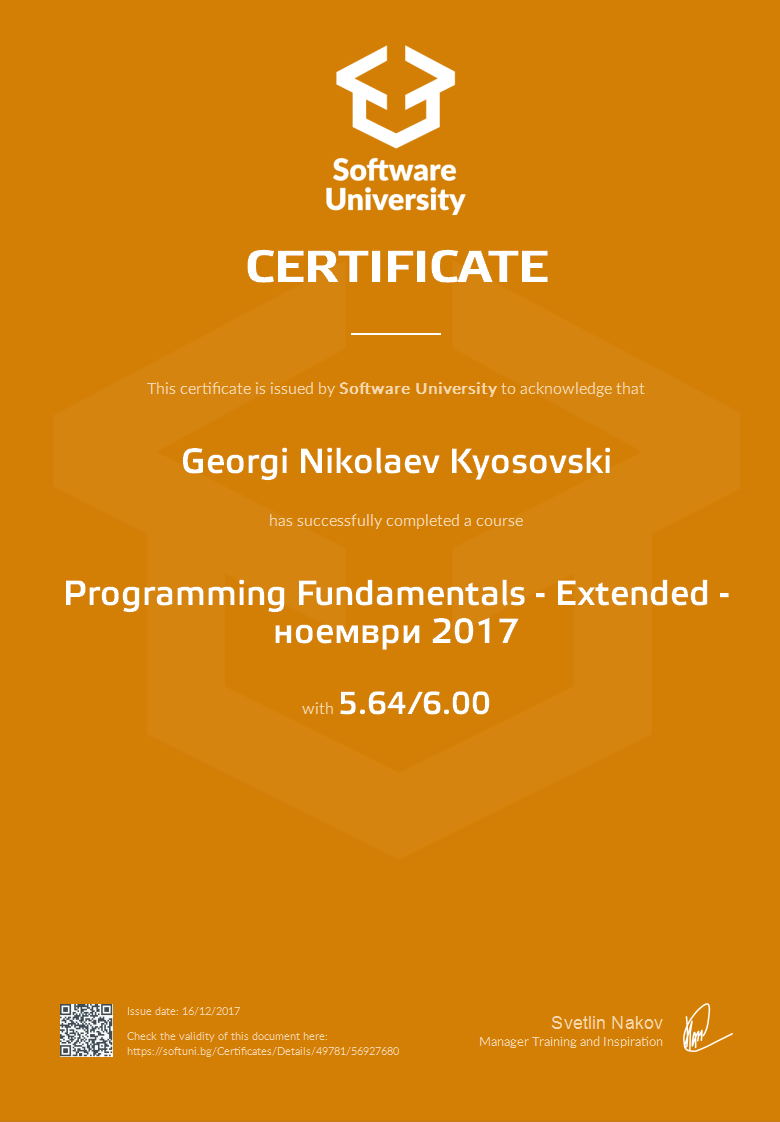 Software
University
CERTIFICATE
This certificate is issued by Software University to acknowledge that
Georgi Nikolaev Kyosovski
has successfully completed a course
Programming Fundamentals - Extended -
ноември 2017
with 5.64/6.00
Issue date: 16/12/2017
Check the validity of this document here:
https://softuni.bg/Certificates/Details/49781/56927680
Svetlin Nakov
Manager Training and Inspiration